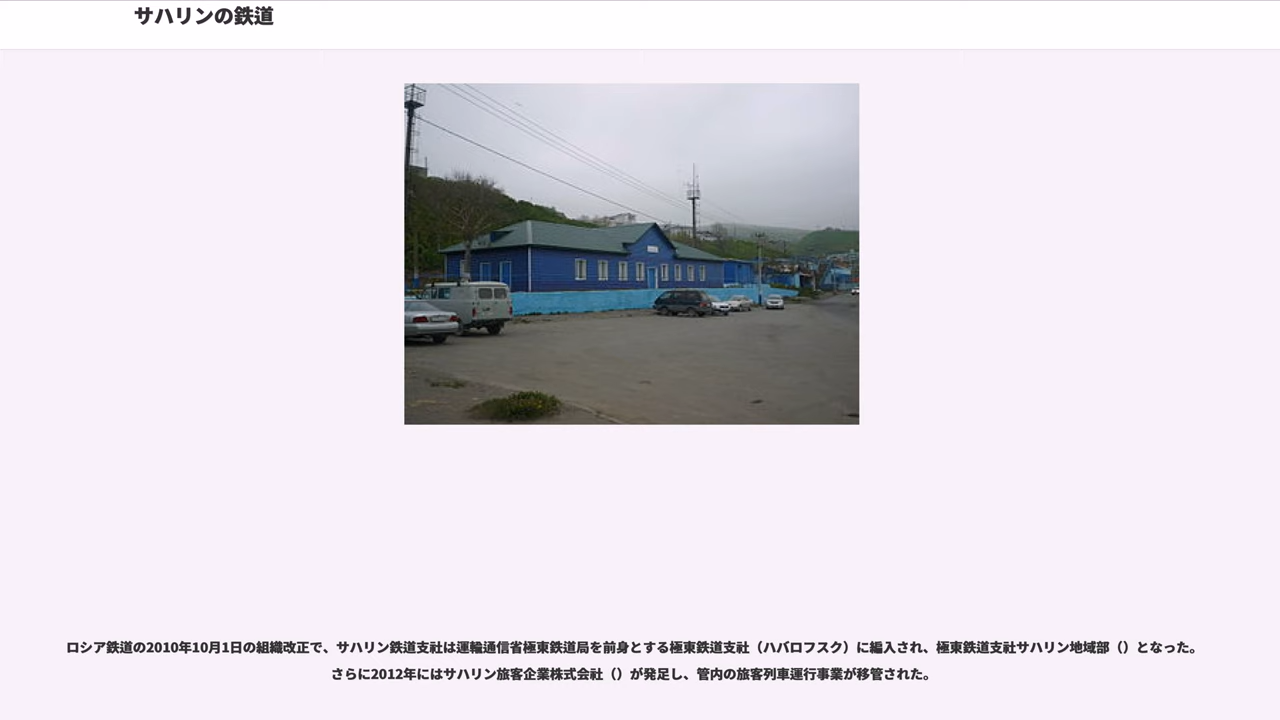 サハリンの鉄道
ロシア鉄道の2010年10月1日の組織改正で、サハリン鉄道支社は運輸通信省極東鉄道局を前身とする極東鉄道支社（ハバロフスク）に編入され、極東鉄道支社サハリン地域部（）となった。
さらに2012年にはサハリン旅客企業株式会社（）が発足し、管内の旅客列車運行事業が移管された。